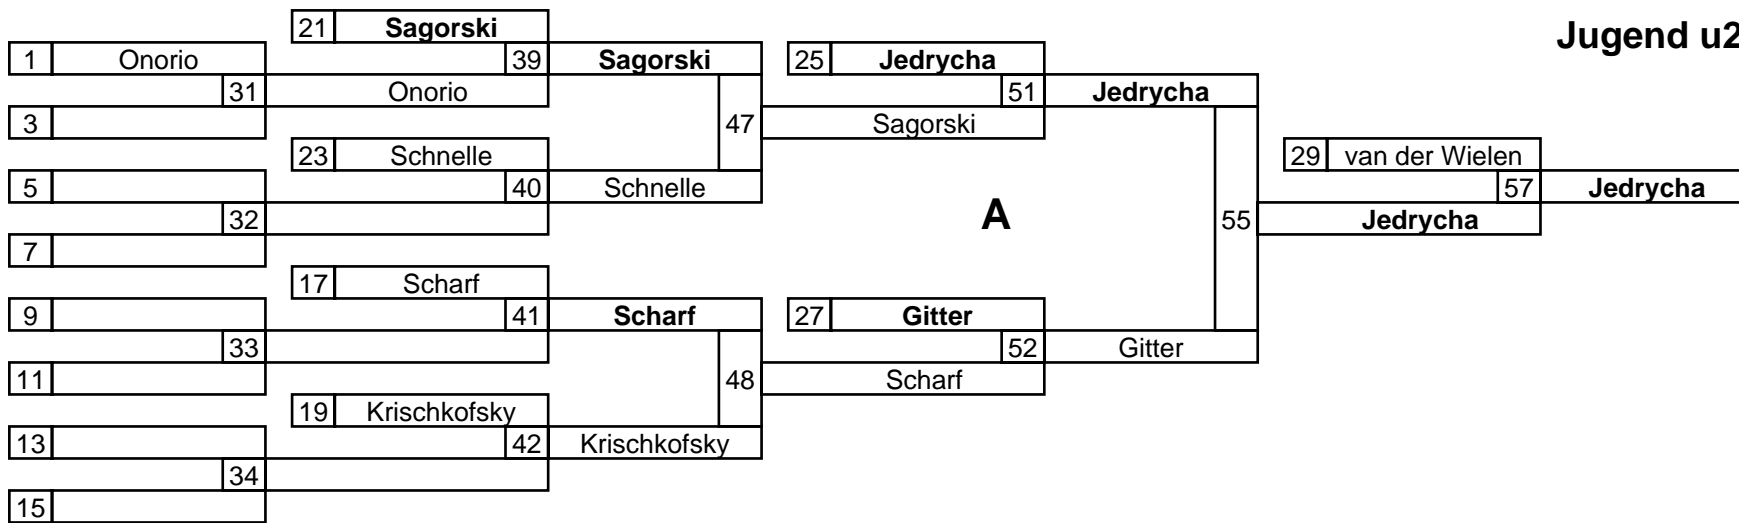 21 Sagorski
Jugend u2
1 Onorio 39 Sagorski 25 Jedrycha
31 Onorio 51 Jedrycha
3 47 Sagorski
23 Schnelle 29 van der Wielen
5 40 Schnelle 57 Jedrycha
32 A 55 Jedrycha
7
17 Scharf
9 41 Scharf 27 Gitter
33 52 Gitter
11 48 Scharf
19 Krischkofsky
13 42 Krischkofsky
34
15